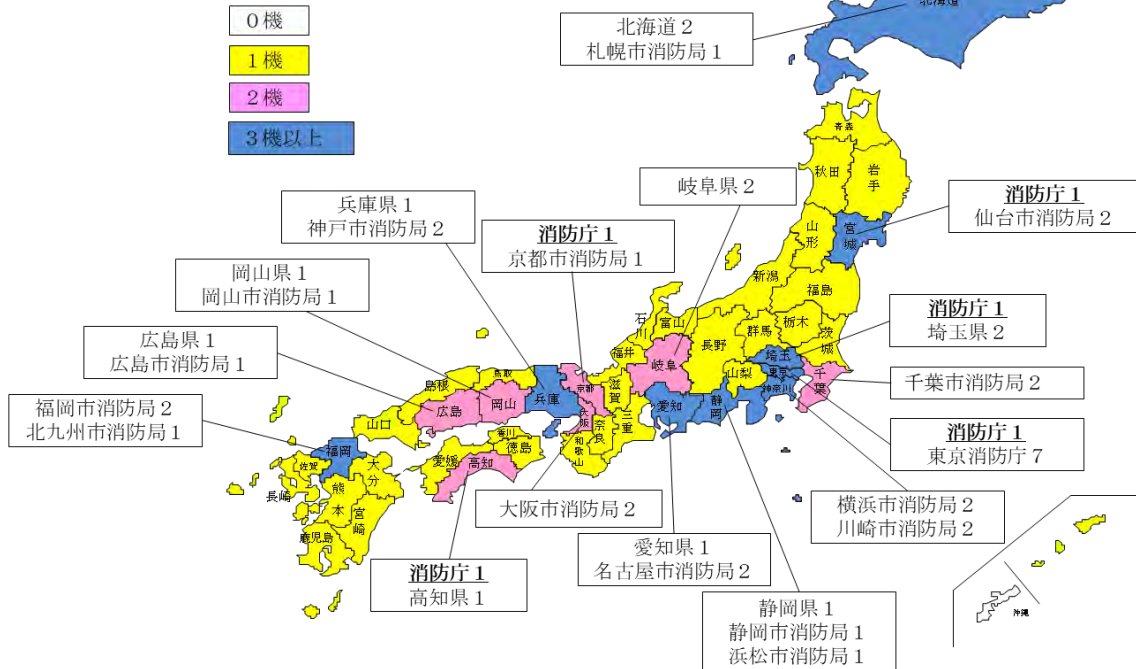 0機
1機
2機
3機以上
北海道
北海道 2
札幌市消防局 1
青森
秋田
岩手
岐阜県 2
消防庁 1
仙台市消防局 2
兵庫県 1
神戸市消防局 2
消防庁 1
京都市消防局 1
山形
宮城
岡山県 1
岡山市消防局 1
新潟
福島
石川
富山
群馬
栃木
茨城
消防庁 1
埼玉県 2
広島県 1
広島市消防局 1
福井
岐阜
長野
山梨
埼玉
東京
神奈川
千葉
千葉市消防局 2
鳥取
島根
京都
滋賀
兵庫
岡山
広島
愛知
静岡
大阪
奈良
三重
和歌山
福岡市消防局 2
北九州市消防局 1
山口
香川
徳島
愛媛
高知
消防庁 1
東京消防庁 7
福岡
佐賀
大分
長崎
熊本
宮崎
鹿児島
大阪市消防局 2
横浜市消防局 2
川崎市消防局 2
愛知県 1
名古屋市消防局 2
消防庁 1
高知県 1
静岡県 1
静岡市消防局 1
浜松市消防局 1
沖縄